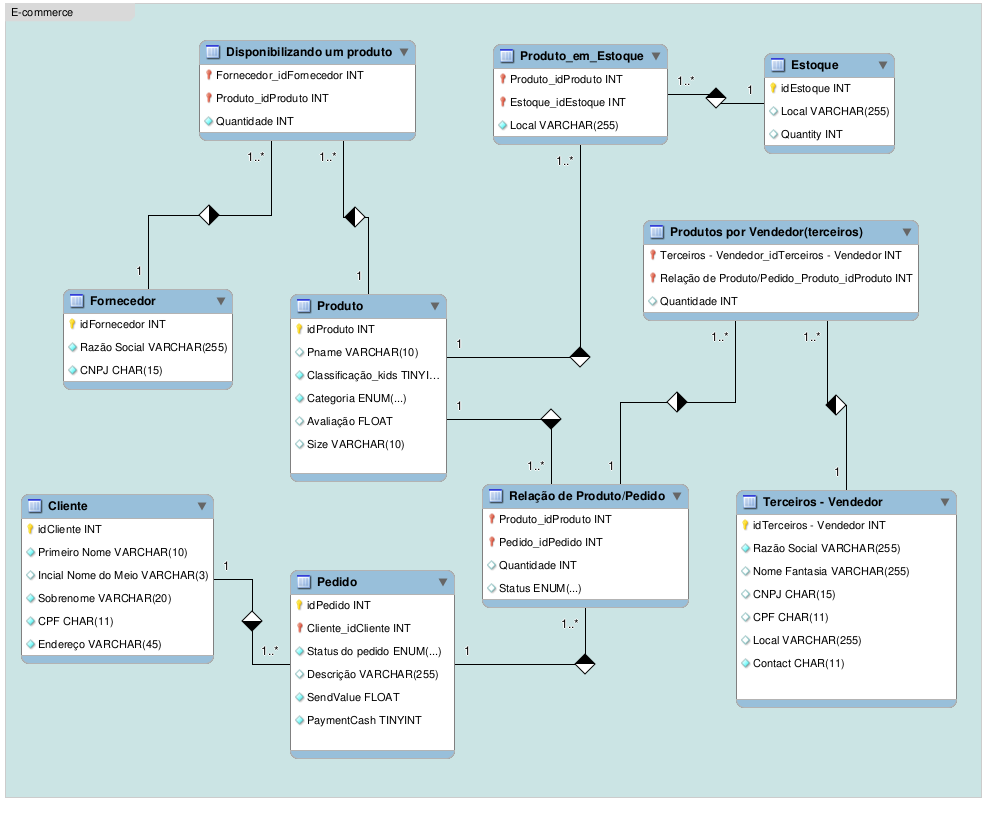 E-commerce
Disponibilizando um produto
Fornecedor_idFornecedor INT
Produto_idProduto INT
Quantidade INT
Produto_em_Estoque
Produto_idProduto INT
Estoque_idEstoque INT
Local VARCHAR(255)
1..*
1
Estoque
idEstoque INT
Local VARCHAR(255)
Quantity INT
1..*
1..*
1..*
1
1
Produtos por Vendedor(terceiros)
Terceiros - Vendedor_idTerceiros - Vendedor INT
Relação de Produto/Pedido_Produto_idProduto INT
Quantidade INT
Fornecedor
idFornecedor INT
Razão Social VARCHAR(255)
CNPJ CHAR(15)
Produto
idProduto INT
Pname VARCHAR(10)
Classificação_kids TINYI...
Categoria ENUM(...)
Avaliação FLOAT
Size VARCHAR(10)
1
1
1..*
1..*
1..*
1
1
Relação de Produto/Pedido
Produto_idProduto INT
Pedido_idPedido INT
Quantidade INT
Status ENUM(...)
Terceiros - Vendedor
idTerceiros - Vendedor INT
Razão Social VARCHAR(255)
Nome Fantasia VARCHAR(255)
CNPJ CHAR(15)
CPF CHAR(11)
Local VARCHAR(255)
Contact CHAR(11)
Cliente
idCliente INT
Primeiro Nome VARCHAR(10)
Incial Nome do Meio VARCHAR(3)
Sobrenome VARCHAR(20)
CPF CHAR(11)
Endereço VARCHAR(45)
1
1..*
Pedido
idPedido INT
Cliente_idCliente INT
Status do pedido ENUM(...)
Descrição VARCHAR(255)
SendValue FLOAT
PaymentCash TINYINT
1
1..*